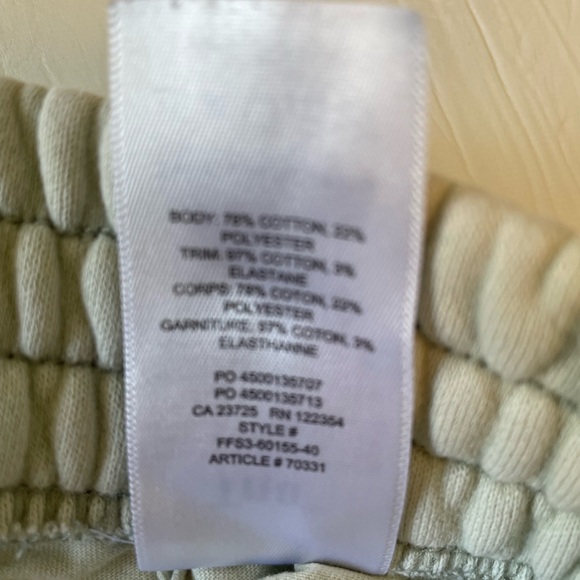 BODY: 78% COTTON, 22%
POLYESTER
TRIM: 97% COTTON, 3%
ELASTANE
CORPS: 78% COTON, 22%
POLYESTER
GARNITURE: 97% COTON, 3%
ELASTHANNE
PO 4500135707
PO 4500135713
CA 23725 RN 122354
STYLE #
FFS3-60155-40
ARTICLE # 70331